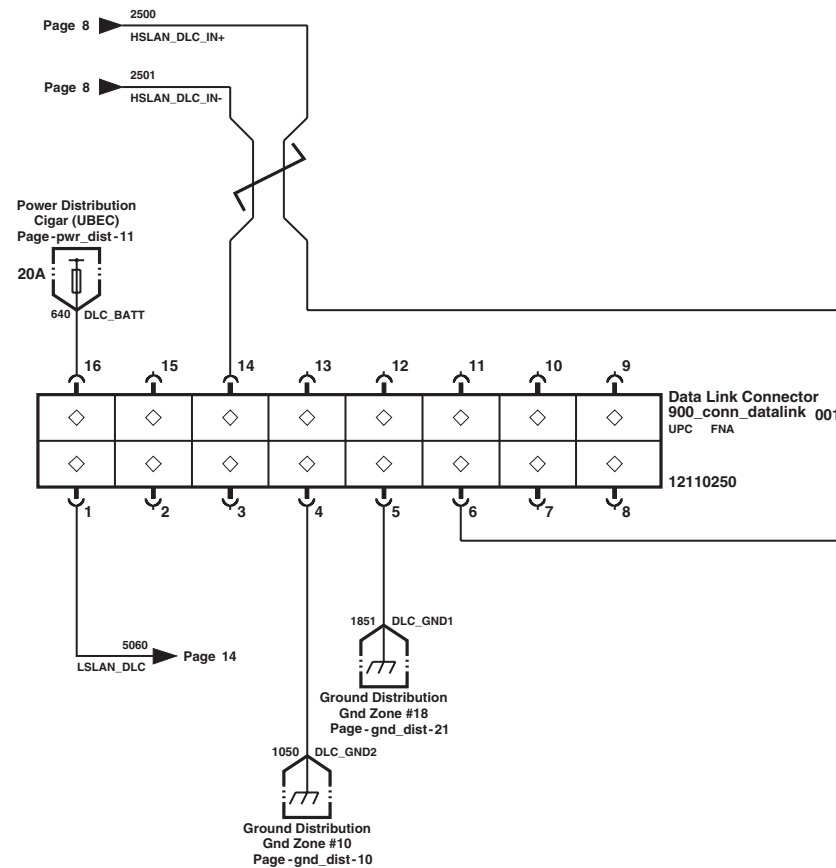 Page 8
2500
HSLAN_DLC_IN+
Page 8
2501
HSLAN_DLC_IN-
Power Distribution
Cigar (UBEC)
Page-pwr_dist-11
20A
640 DLC_BATT
16 15 14 13 12 11 10 9
Data Link Connector
900_conn_datalink 001
UPC FNA
12110250
1 2 3 4 5 6 7 8
1851 DLC_GND1
5060
LSLAN_DLC
Page 14
Ground Distribution
Gnd Zone #18
Page-gnd_dist-21
1050 DLC_GND2
Ground Distribution
Gnd Zone #10
Page-gnd_dist-10